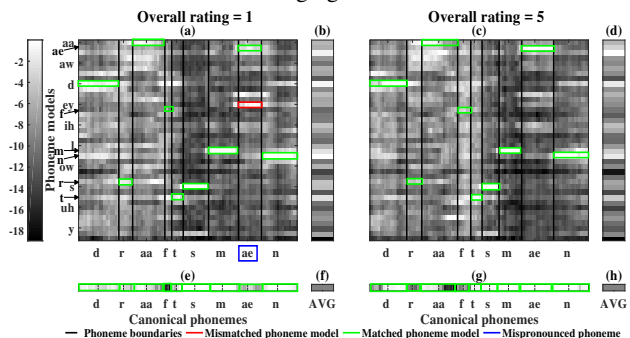 Overall rating = 1
Overall rating = 5
(a)
(b)
(c)
(d)
0
-2
-4
-6
-8
-10
-12
-14
-16
-18
Phoneme models
aa
ae
aw
d
ey
f
ih
l
m
n
ow
r
s
t
uh
y
d r aa f t s m ae n
d r aa f t s m ae n
(e)
(f)
(g)
(h)
d r aa f t s m ae n AVG
d r aa f t s m ae n AVG
Canonical phonemes
Canonical phonemes
Phoneme boundaries Mismatched phoneme model Matched phoneme model Mispronounced phoneme